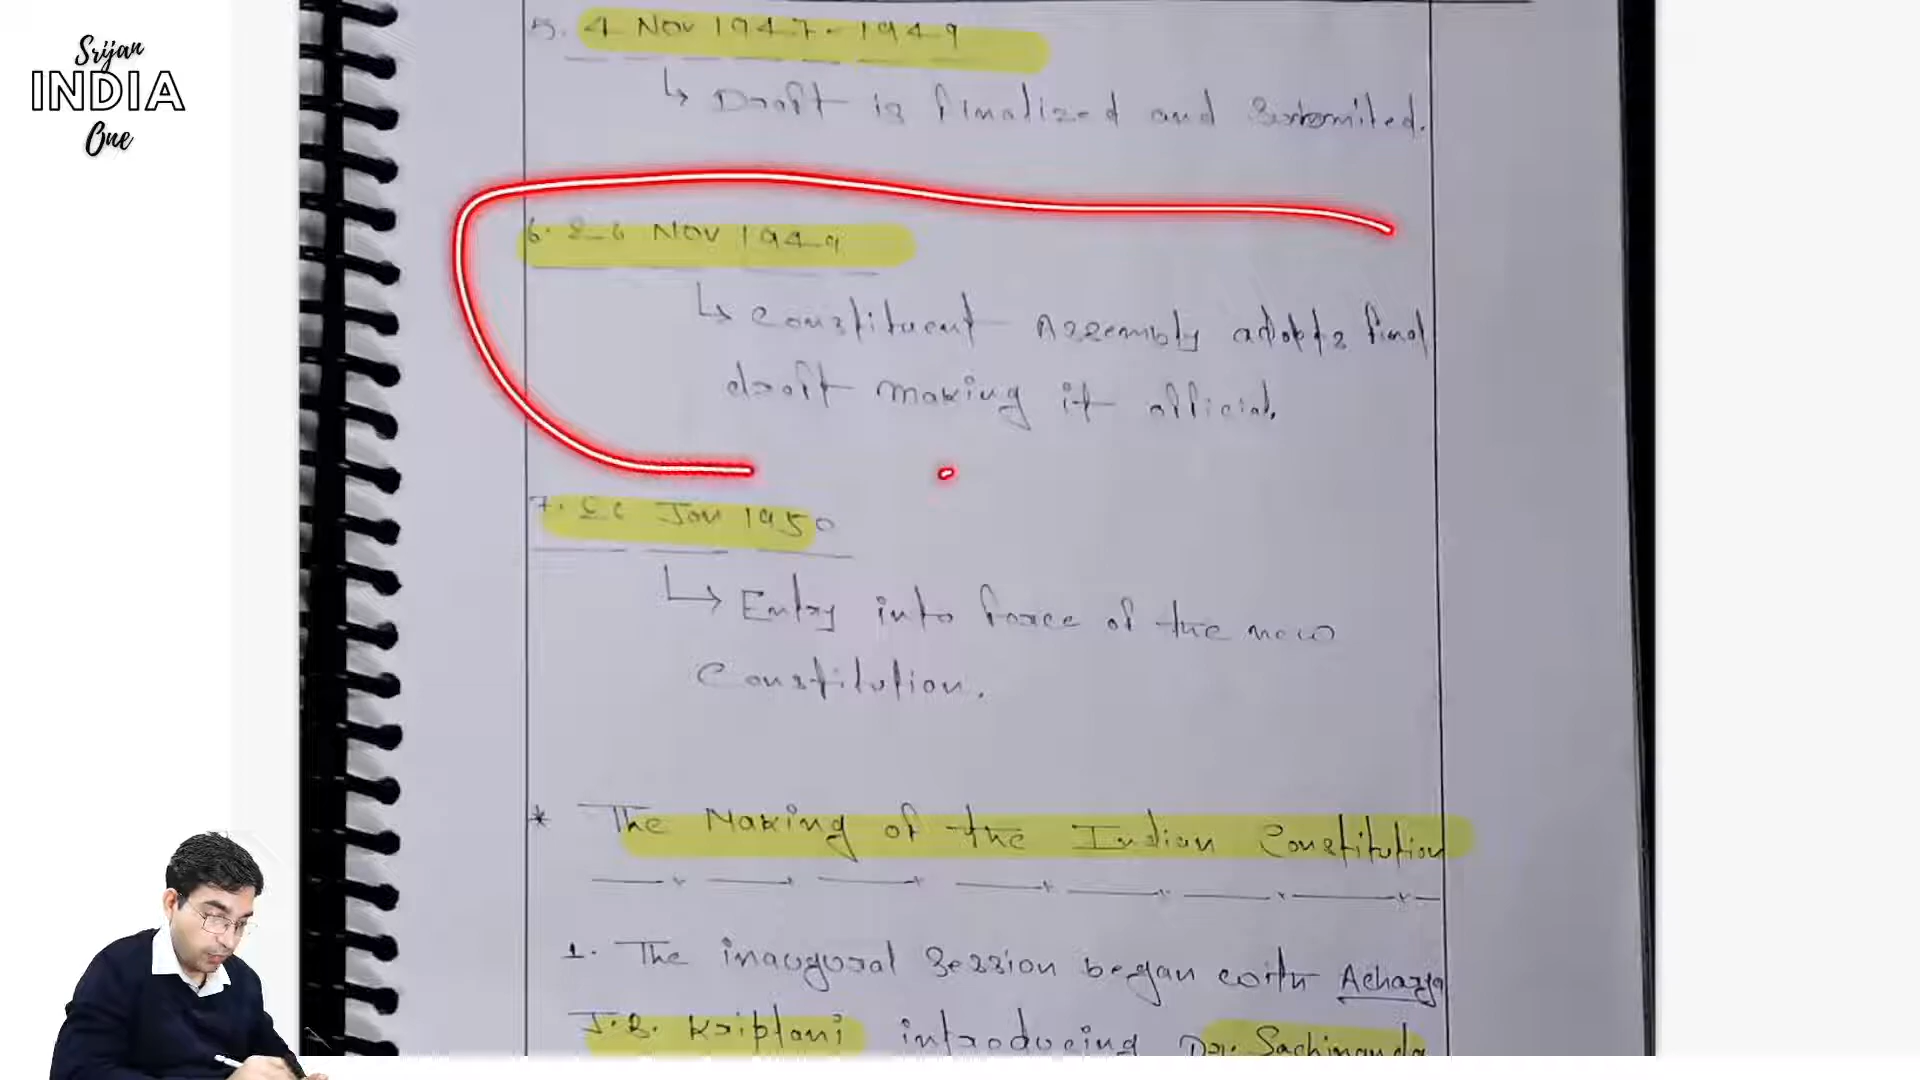 Srijan
INDIA
One
5. 4 Nov 1947-1949
↳ Draft is finalized and submited.
6. 26 Nov 1949
↳ Constituent Assembly adopts final
draft making it official.
7. 26 Jan 1950
↳ Entry into force of the new
Constitution.
* The Making of the Indian Constitution
1. The inaugural session began with Acharya
J.B. Kriplani introducing Dr. Sachinanda